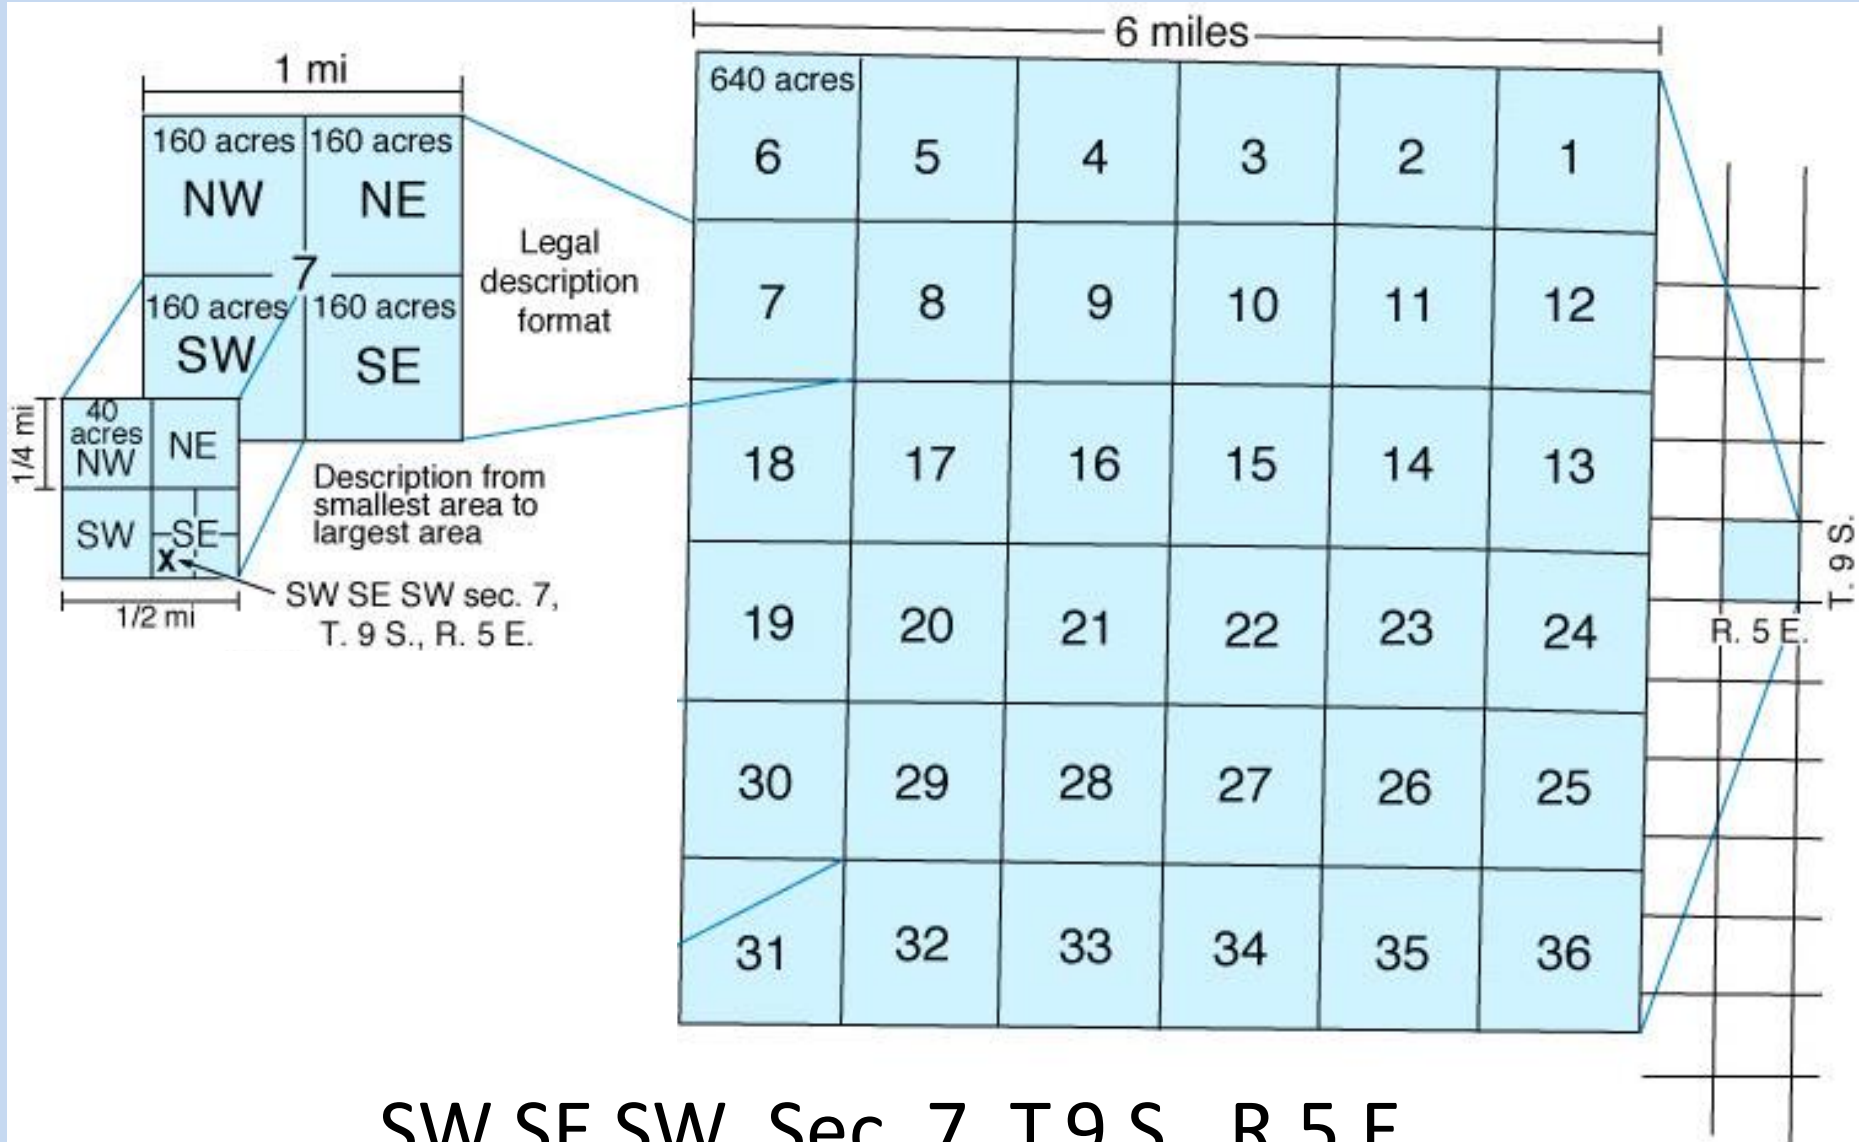 6 miles
1 mi
640 acres
6 5 4 3 2 1
7 8 9 10 11 12
18 17 16 15 14 13
19 20 21 22 23 24
30 29 28 27 26 25
31 32 33 34 35 36
160 acres 160 acres
NW NE
7
160 acres 160 acres
SW SE
Legal
description
format
1/4 mi
40
acres
NW NE
SW SE
X
1/2 mi
Description from
smallest area to
largest area
SW SE SW sec. 7,
T. 9 S., R. 5 E.
T. 9 S.
R. 5 E.
SW SE SW Sec 7 T 9 S R 5 E